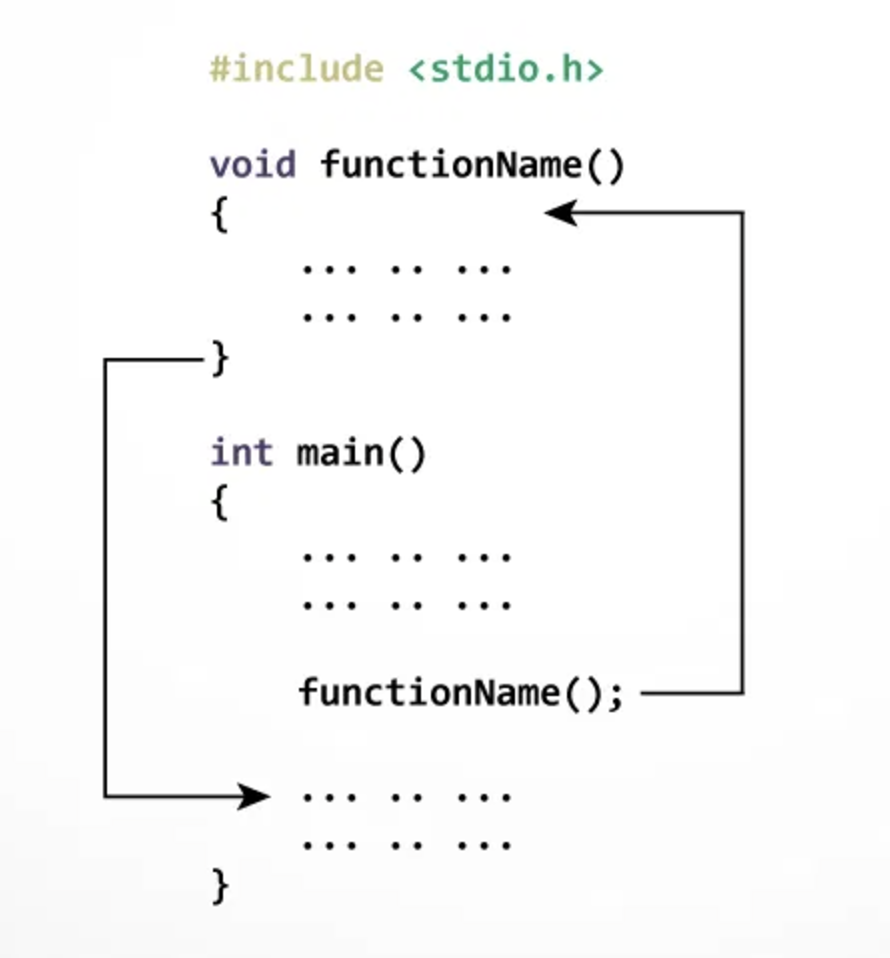 #include <stdio.h>
void functionName()
{
... .. ...
... .. ...
}
int main()
{
... .. ...
... .. ...
functionName();
... .. ...
... .. ...
}